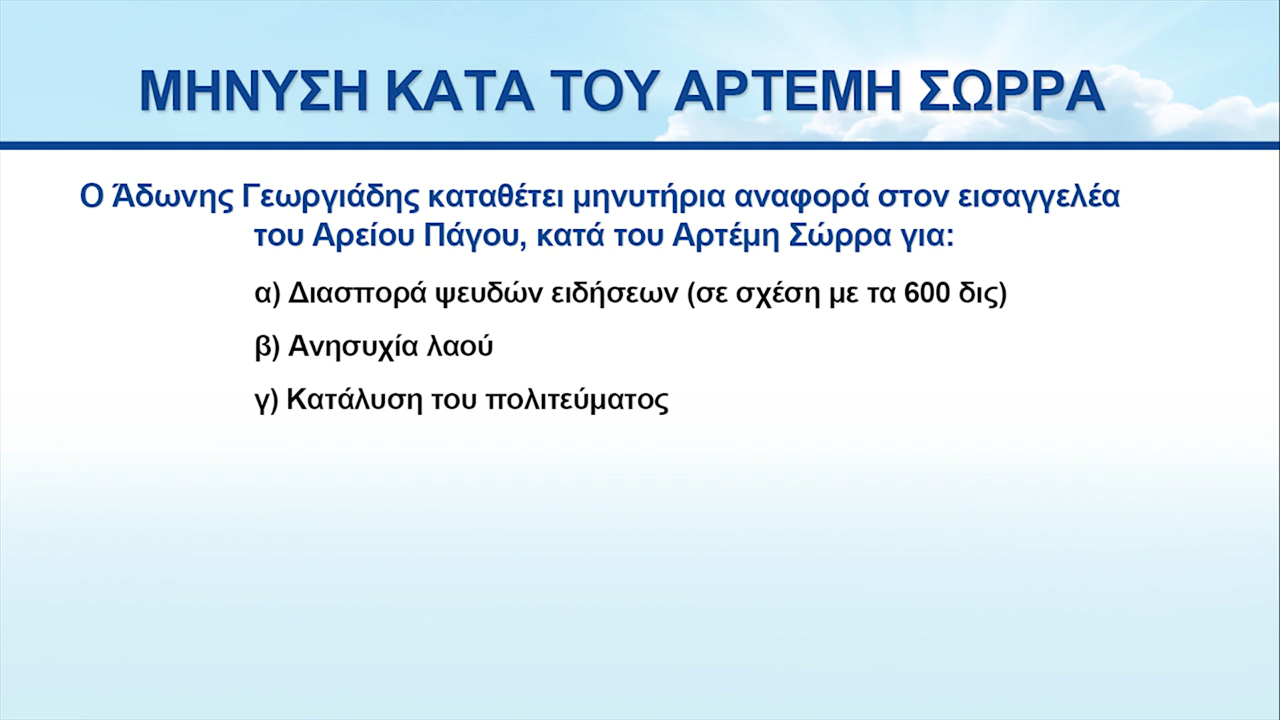 ΜΗΝΥΣΗ ΚΑΤΑ ΤΟΥ ΑΡΤΕΜΗ ΣΩΡΡΑ
Ο Άδωνης Γεωργιάδης καταθέτει μηνυτήρια αναφορά στον εισαγγελέα
του Αρείου Πάγου, κατά του Αρτέμη Σώρρα για:
α) Διασπορά ψευδών ειδήσεων (σε σχέση με τα 600 δις)
β) Ανησυχία λαού
γ) Κατάλυση του πολιτεύματος